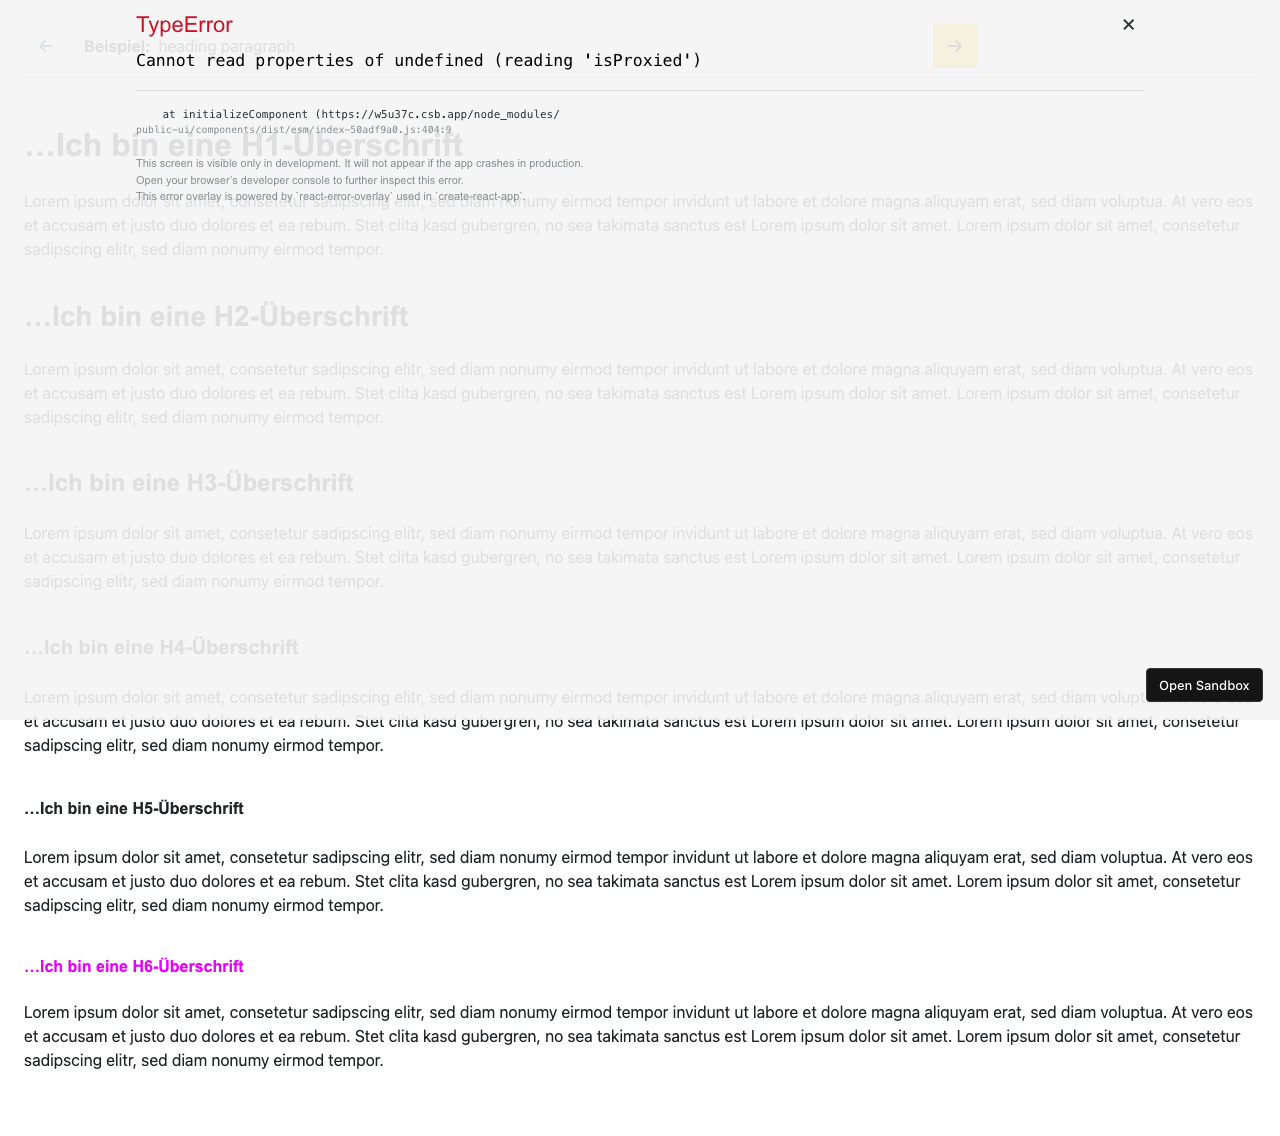 TypeError
Beispiel: heading paragraph
Cannot read properties of undefined (reading 'isProxied')
at initializeComponent (https://w5u37c.csb.app/node_modules/
public-ui/components/dist/esm/index-50adf9a0.js:404:9
…Ich bin eine H1-Überschrift
This screen is visible only in development. It will not appear if the app crashes in production.
Open your browser's developer console to further inspect this error.
This error overlay is powered by `react-error-overlay` used in `create-react-app`.
Lorem ipsum dolor sit amet, consetetur sadipscing elitr, sed diam nonumy eirmod tempor invidunt ut labore et dolore magna aliquyam erat, sed diam voluptua. At vero eos
et accusam et justo duo dolores et ea rebum. Stet clita kasd gubergren, no sea takimata sanctus est Lorem ipsum dolor sit amet. Lorem ipsum dolor sit amet, consetetur
sadipscing elitr, sed diam nonumy eirmod tempor.
…Ich bin eine H2-Überschrift
Lorem ipsum dolor sit amet, consetetur sadipscing elitr, sed diam nonumy eirmod tempor invidunt ut labore et dolore magna aliquyam erat, sed diam voluptua. At vero eos
et accusam et justo duo dolores et ea rebum. Stet clita kasd gubergren, no sea takimata sanctus est Lorem ipsum dolor sit amet. Lorem ipsum dolor sit amet, consetetur
sadipscing elitr, sed diam nonumy eirmod tempor.
…Ich bin eine H3-Überschrift
Lorem ipsum dolor sit amet, consetetur sadipscing elitr, sed diam nonumy eirmod tempor invidunt ut labore et dolore magna aliquyam erat, sed diam voluptua. At vero eos
et accusam et justo duo dolores et ea rebum. Stet clita kasd gubergren, no sea takimata sanctus est Lorem ipsum dolor sit amet. Lorem ipsum dolor sit amet, consetetur
sadipscing elitr, sed diam nonumy eirmod tempor.
…Ich bin eine H4-Überschrift
Open Sandbox
Lorem ipsum dolor sit amet, consetetur sadipscing elitr, sed diam nonumy eirmod tempor invidunt ut labore et dolore magna aliquyam erat, sed diam voluptua. At vero eos
et accusam et justo duo dolores et ea rebum. Stet clita kasd gubergren, no sea takimata sanctus est Lorem ipsum dolor sit amet. Lorem ipsum dolor sit amet, consetetur
sadipscing elitr, sed diam nonumy eirmod tempor.
…Ich bin eine H5-Überschrift
Lorem ipsum dolor sit amet, consetetur sadipscing elitr, sed diam nonumy eirmod tempor invidunt ut labore et dolore magna aliquyam erat, sed diam voluptua. At vero eos
et accusam et justo duo dolores et ea rebum. Stet clita kasd gubergren, no sea takimata sanctus est Lorem ipsum dolor sit amet. Lorem ipsum dolor sit amet, consetetur
sadipscing elitr, sed diam nonumy eirmod tempor.
…Ich bin eine H6-Überschrift
Lorem ipsum dolor sit amet, consetetur sadipscing elitr, sed diam nonumy eirmod tempor invidunt ut labore et dolore magna aliquyam erat, sed diam voluptua. At vero eos
et accusam et justo duo dolores et ea rebum. Stet clita kasd gubergren, no sea takimata sanctus est Lorem ipsum dolor sit amet. Lorem ipsum dolor sit amet, consetetur
sadipscing elitr, sed diam nonumy eirmod tempor.